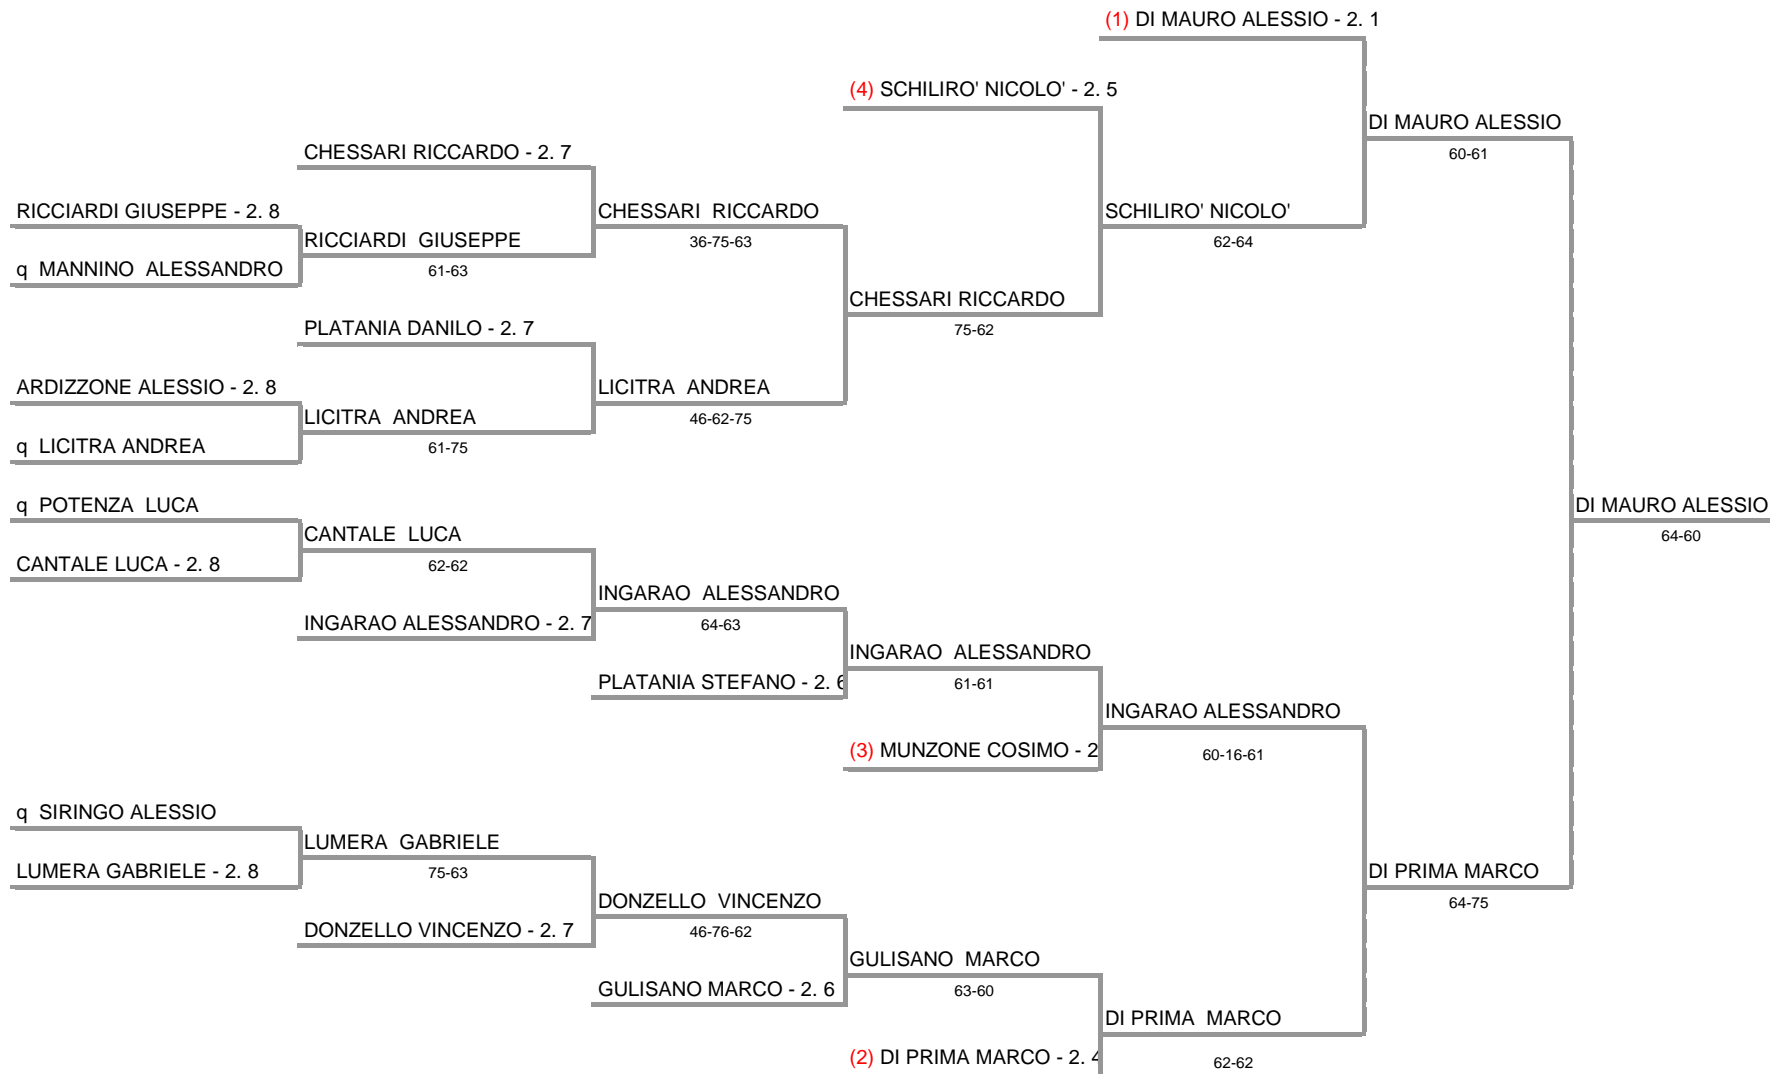 (1) DI MAURO ALESSIO - 2. 1
(4) SCHILIRO' NICOLO' - 2. 5
DI MAURO ALESSIO
60-61
CHESSARI RICCARDO - 2. 7
RICCIARDI GIUSEPPE - 2. 8
CHESSARI  RICCARDO
36-75-63
SCHILIRO' NICOLO'
62-64
RICCIARDI  GIUSEPPE
61-63
q  MANNINO  ALESSANDRO
CHESSARI RICCARDO
75-62
PLATANIA DANILO - 2. 7
ARDIZZONE ALESSIO - 2. 8
LICITRA  ANDREA
46-62-75
LICITRA  ANDREA
61-75
q  LICITRA ANDREA
q  POTENZA  LUCA
DI MAURO ALESSIO
64-60
CANTALE  LUCA
62-62
CANTALE LUCA - 2. 8
INGARAO  ALESSANDRO
64-63
INGARAO ALESSANDRO - 2. 7
INGARAO  ALESSANDRO
61-61
PLATANIA STEFANO - 2. 6
INGARAO ALESSANDRO
60-16-61
(3) MUNZONE COSIMO - 2
q  SIRINGO ALESSIO
LUMERA  GABRIELE
75-63
LUMERA GABRIELE - 2. 8
DI PRIMA MARCO
64-75
DONZELLO  VINCENZO
46-76-62
DONZELLO VINCENZO - 2. 7
GULISANO  MARCO
63-60
GULISANO MARCO - 2. 6
DI PRIMA  MARCO
62-62
(2) DI PRIMA MARCO - 2. 4